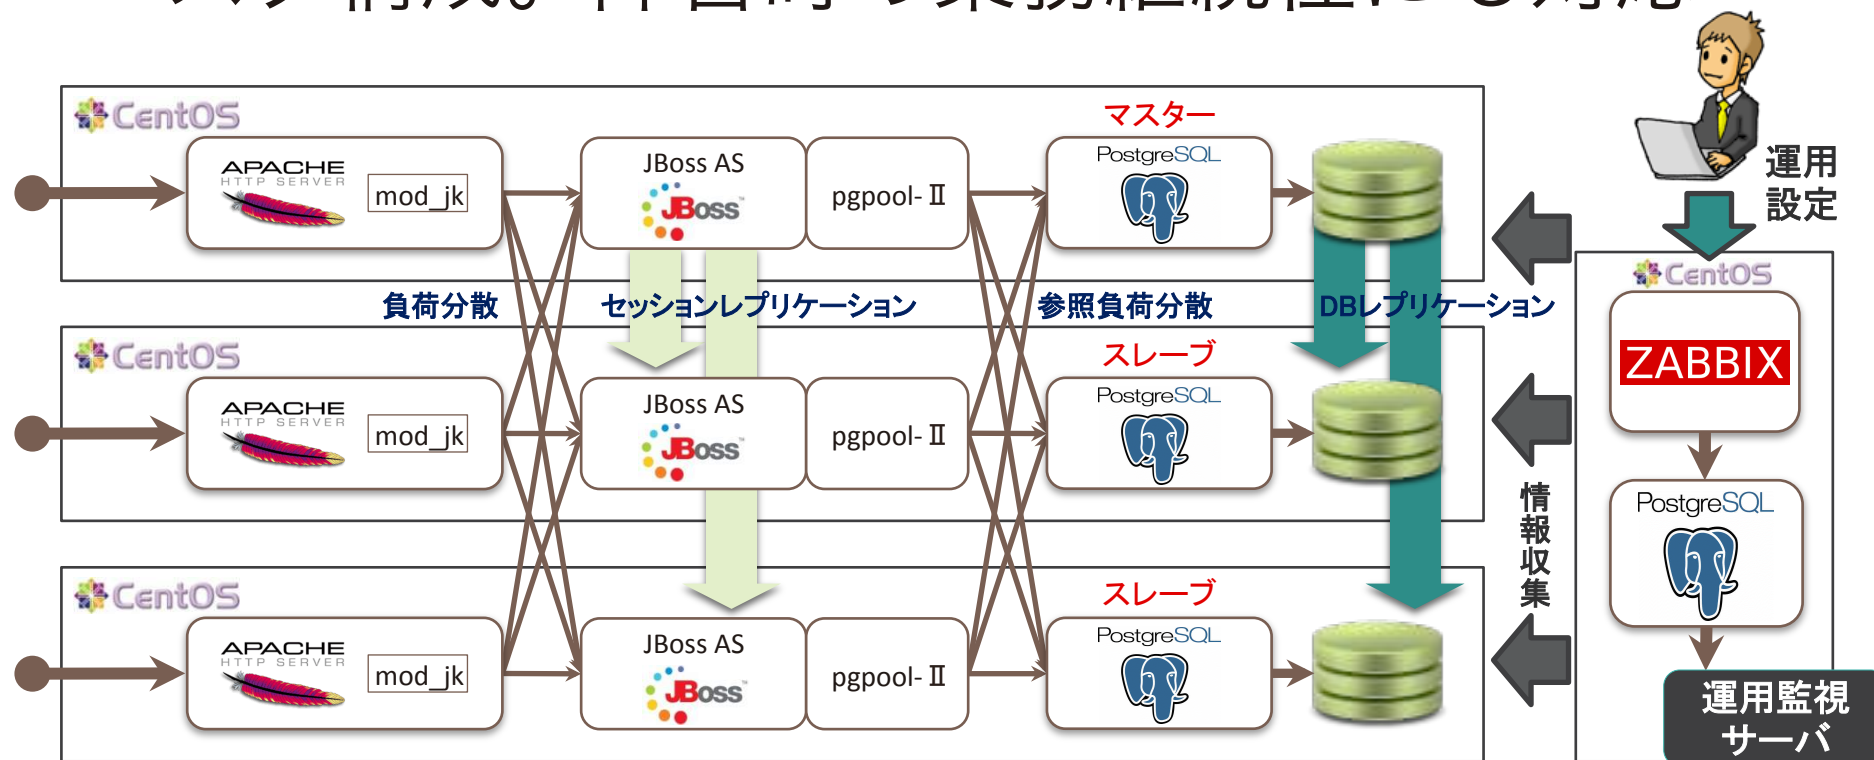 CentOS
マスター
APACHE
HTTP SERVER
mod_jk
JBoss AS
JBoss
pgpool-Ⅱ
PostgreSQL
運用
設定
負荷分散
セッションレプリケーション
参照負荷分散
DBレプリケーション
CentOS
スレーブ
APACHE
HTTP SERVER
mod_jk
JBoss AS
JBoss
pgpool-Ⅱ
PostgreSQL
CentOS
スレーブ
APACHE
HTTP SERVER
mod_jk
JBoss AS
JBoss
pgpool-Ⅱ
PostgreSQL
情報収集
CentOS
ZABBIX
PostgreSQL
運用監視
サーバ